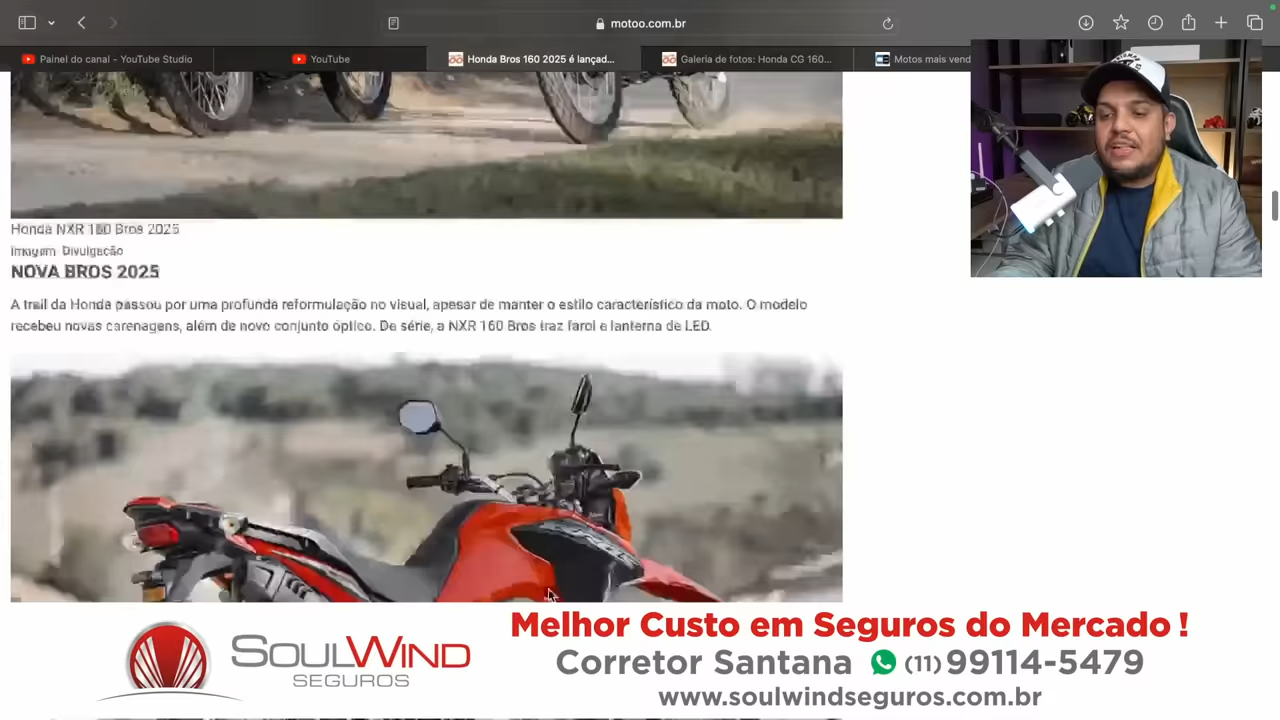 motoo.com.br
Painel do canal - YouTube Studio
YouTube
Honda Bros 160 2025 é lançad...
Galeria de fotos: Honda CG 160...
Motos mais vend
Honda NXR 160 Bros 2025
Imagem Divulgação
NOVA BROS 2025
A trail da Honda passou por uma profunda reformulação no visual, apesar de manter o estilo característico da moto. O modelo
recebeu novas carenagens, além de novo conjunto óptico. De série, a NXR 160 Bros traz farol e lanterna de LED.
SOULWIND
SEGUROS
Melhor Custo em Seguros do Mercado !
Corretor Santana (11) 99114-5479
www.soulwindseguros.com.br